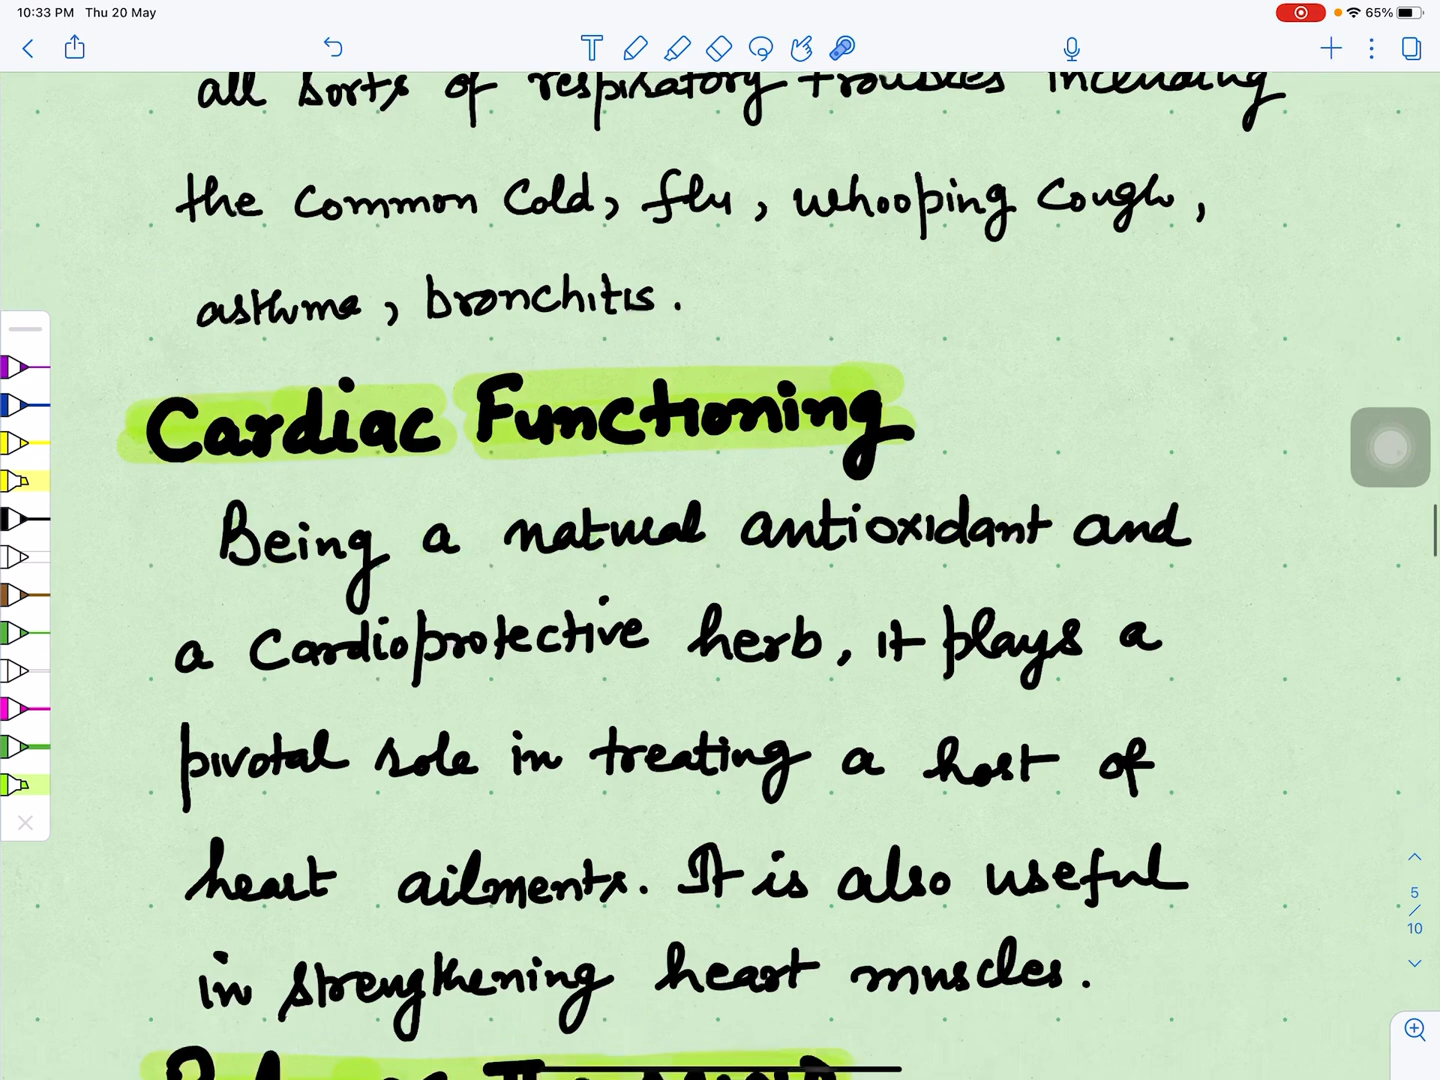 10:33 PM Thu 20 May
65%
all sorts of respiratory troubles including
the common cold, flu, whooping cough,
asthma, bronchitis.
Cardiac Functioning
Being a natural antioxidant and
a cardioprotective herb, it plays a
pivotal role in treating a host of
heart ailments. It is also useful
in strengthening heart muscles.
5
/
10